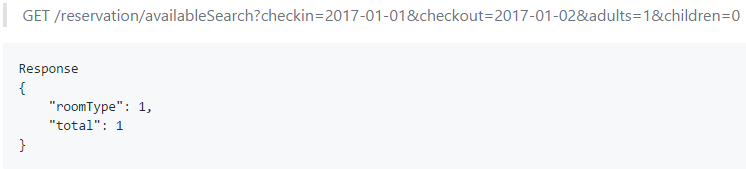 GET /reservation/availableSearch?checkin=2017-01-01&checkout=2017-01-02&adults=1&children=0
Response
{
    "roomType": 1,
    "total": 1
}